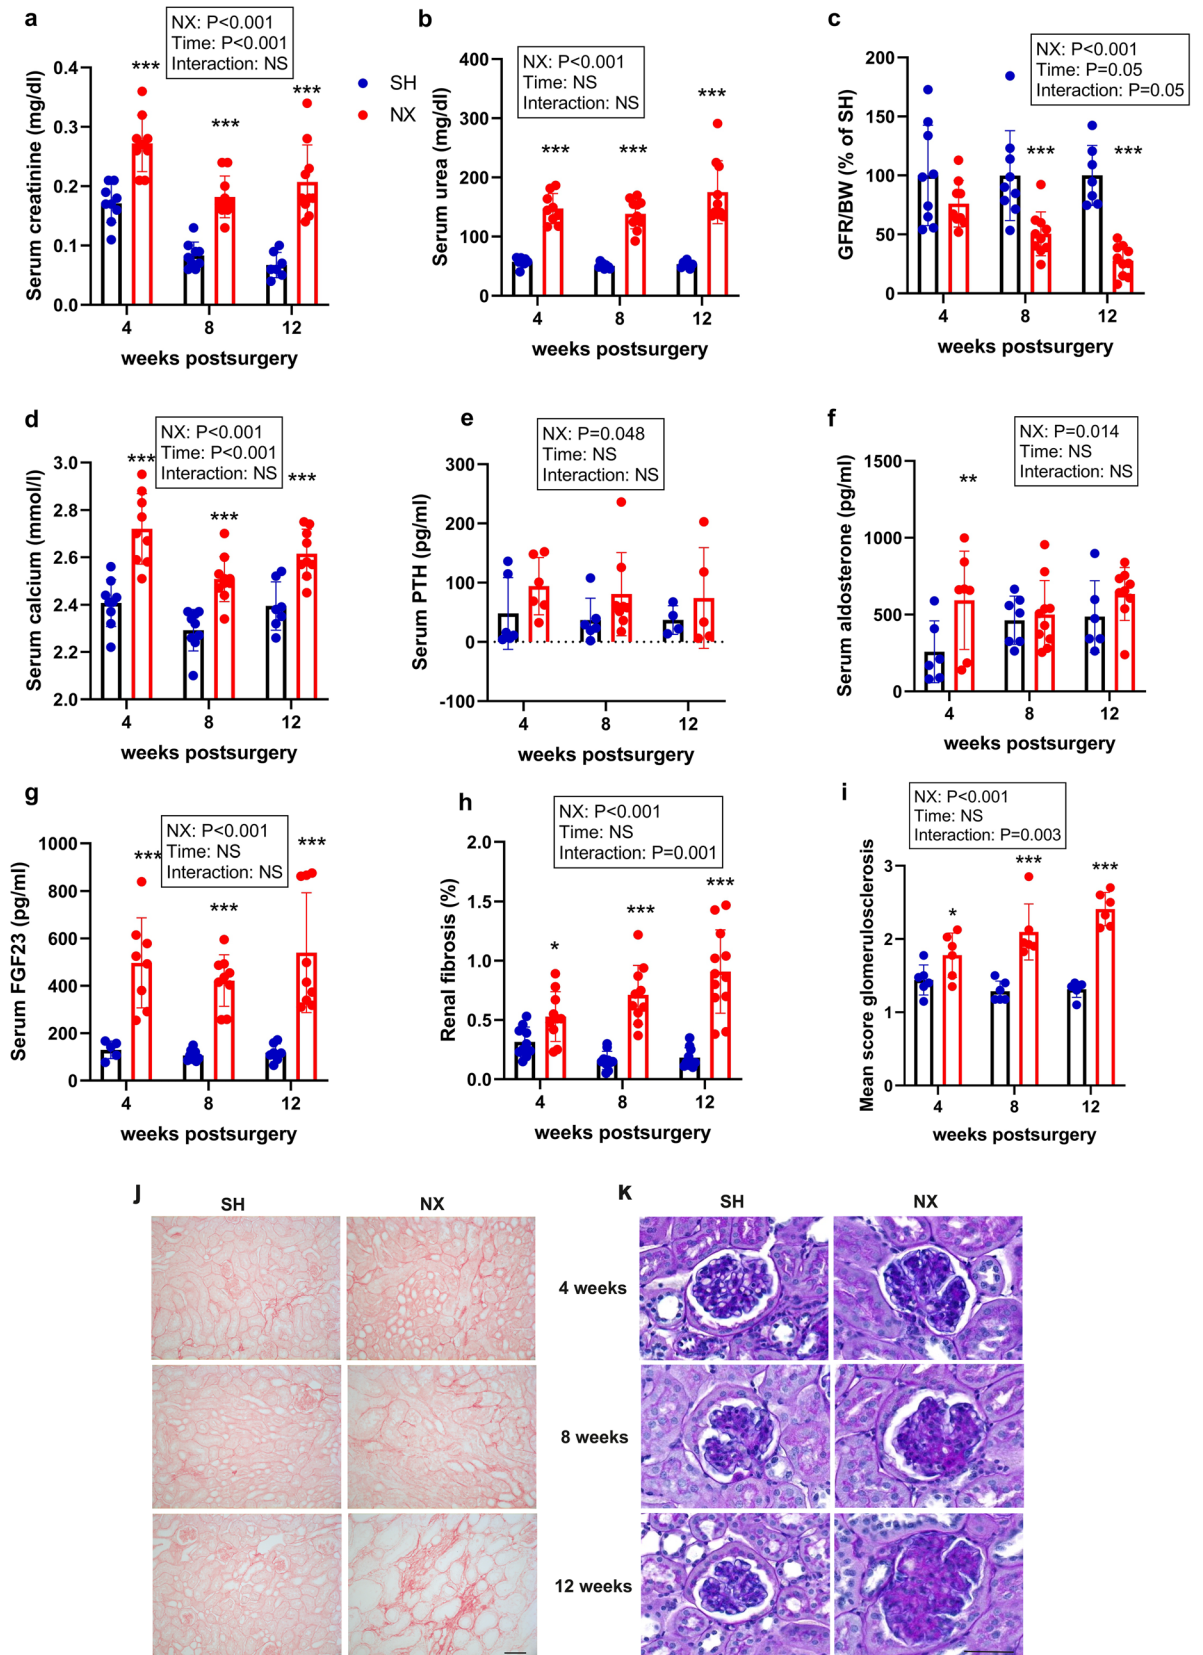 a
NX: P<0.001
Time: P<0.001
Interaction: NS
Serum creatinine (mg/dl)
0.4
0.3
0.2
0.1
0.0
***
***
***
4
8
12
weeks postsurgery
SH
NX
b
NX: P<0.001
Time: NS
Interaction: NS
Serum urea (mg/dl)
400
300
200
100
0
***
***
***
4
8
12
weeks postsurgery
c
NX: P<0.001
Time: P=0.05
Interaction: P=0.05
GFR/BW (% of SH)
200
150
100
50
0
***
***
4
8
12
weeks postsurgery
d
NX: P<0.001
Time: P<0.001
Interaction: NS
Serum calcium (mmol/l)
3.0
2.8
2.6
2.4
2.2
2.0
***
***
***
4
8
12
weeks postsurgery
e
NX: P=0.048
Time: NS
Interaction: NS
Serum PTH (pg/ml)
300
200
100
0
-100
4
8
12
weeks postsurgery
f
NX: P=0.014
Time: NS
Interaction: NS
Serum aldosterone (pg/ml)
1500
1000
500
0
**
4
8
12
weeks postsurgery
g
NX: P<0.001
Time: NS
Interaction: NS
Serum FGF23 (pg/ml)
1000
800
600
400
200
0
***
***
***
4
8
12
weeks postsurgery
h
NX: P<0.001
Time: NS
Interaction: P=0.001
Renal fibrosis (%)
2.0
1.5
1.0
0.5
0.0
*
***
***
4
8
12
weeks postsurgery
i
NX: P<0.001
Time: NS
Interaction: P=0.003
Mean score glomerulosclerosis
3
2
1
0
*
***
***
4
8
12
weeks postsurgery
j
SH
NX
k
SH
NX
4 weeks
8 weeks
12 weeks